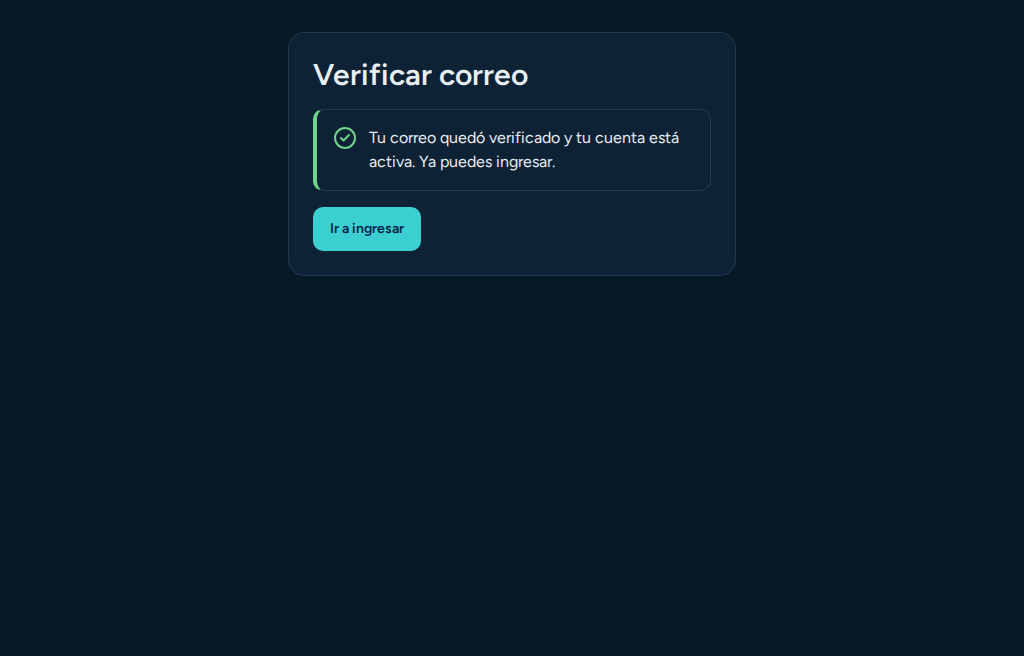 Verificar correo
Tu correo quedó verificado y tu cuenta está
activa. Ya puedes ingresar.
Ir a ingresar